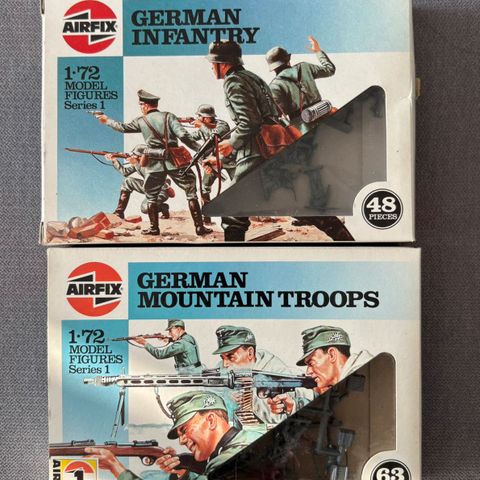 AIRFIX
GERMAN
INFANTRY
1·72
MODEL
FIGURES
Series 1
48
PIECES
AIRFIX
GERMAN
MOUNTAIN TROOPS
1·72
MODEL
FIGURES
Series 1
1
63